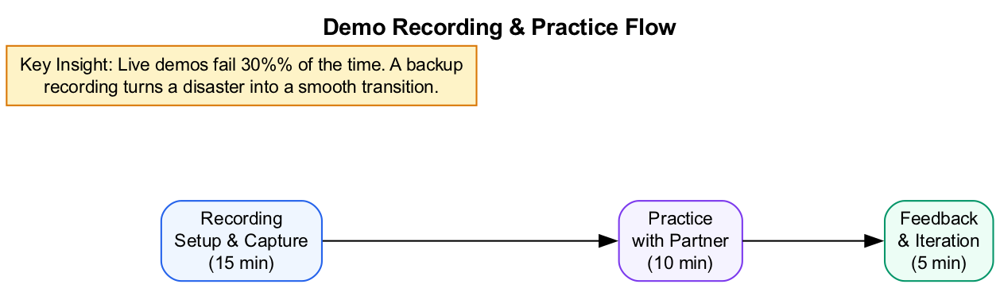 Demo Recording & Practice Flow
Key Insight: Live demos fail 30%% of the time. A backup
recording turns a disaster into a smooth transition.
Recording
Setup & Capture
(15 min)
Practice
with Partner
(10 min)
Feedback
& Iteration
(5 min)